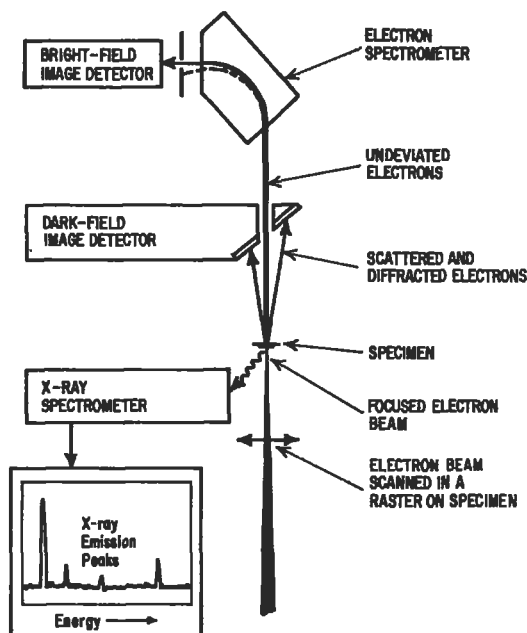 BRIGHT-FIELD
IMAGE DETECTOR
ELECTRON
SPECTROMETER
UNDEVIATED
ELECTRONS
DARK-FIELD
IMAGE DETECTOR
SCATTERED AND
DIFFRACTED ELECTRONS
SPECIMEN
X-RAY
SPECTROMETER
FOCUSED ELECTRON
BEAM
ELECTRON BEAM
SCANNED IN A
RASTER ON SPECIMEN
X-ray
Emission
Peaks
Energy